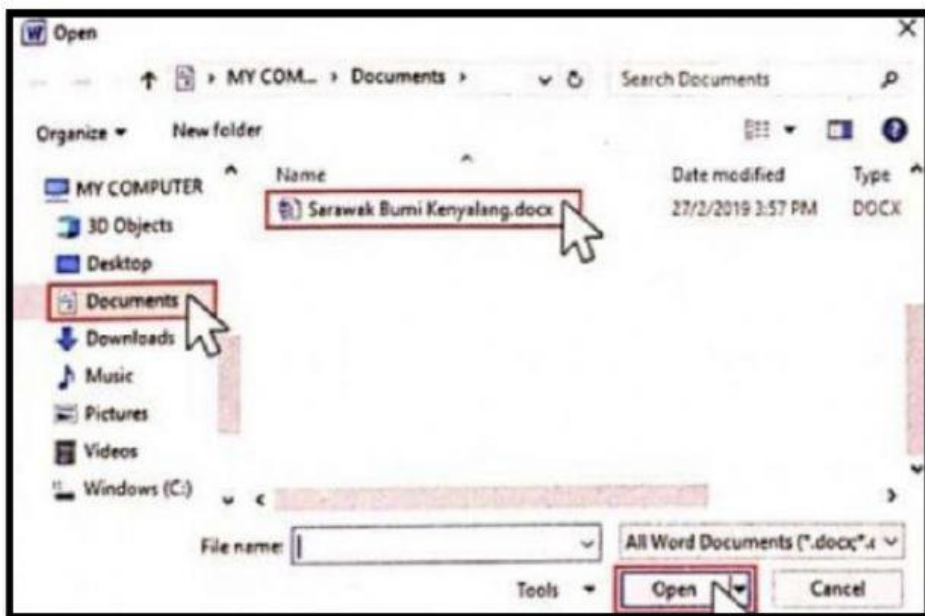 Open
MY COM... › Documents ›
Search Documents
Organize
New folder
Name
Date modified
Type
Sarawak Bumi Kenyalang.docx
27/2/2019 3:57 PM
DOCX
MY COMPUTER
3D Objects
Desktop
Documents
Downloads
Music
Pictures
Videos
Windows (C:)
File name:
All Word Documents (*.docx;*.
Tools
Open
Cancel